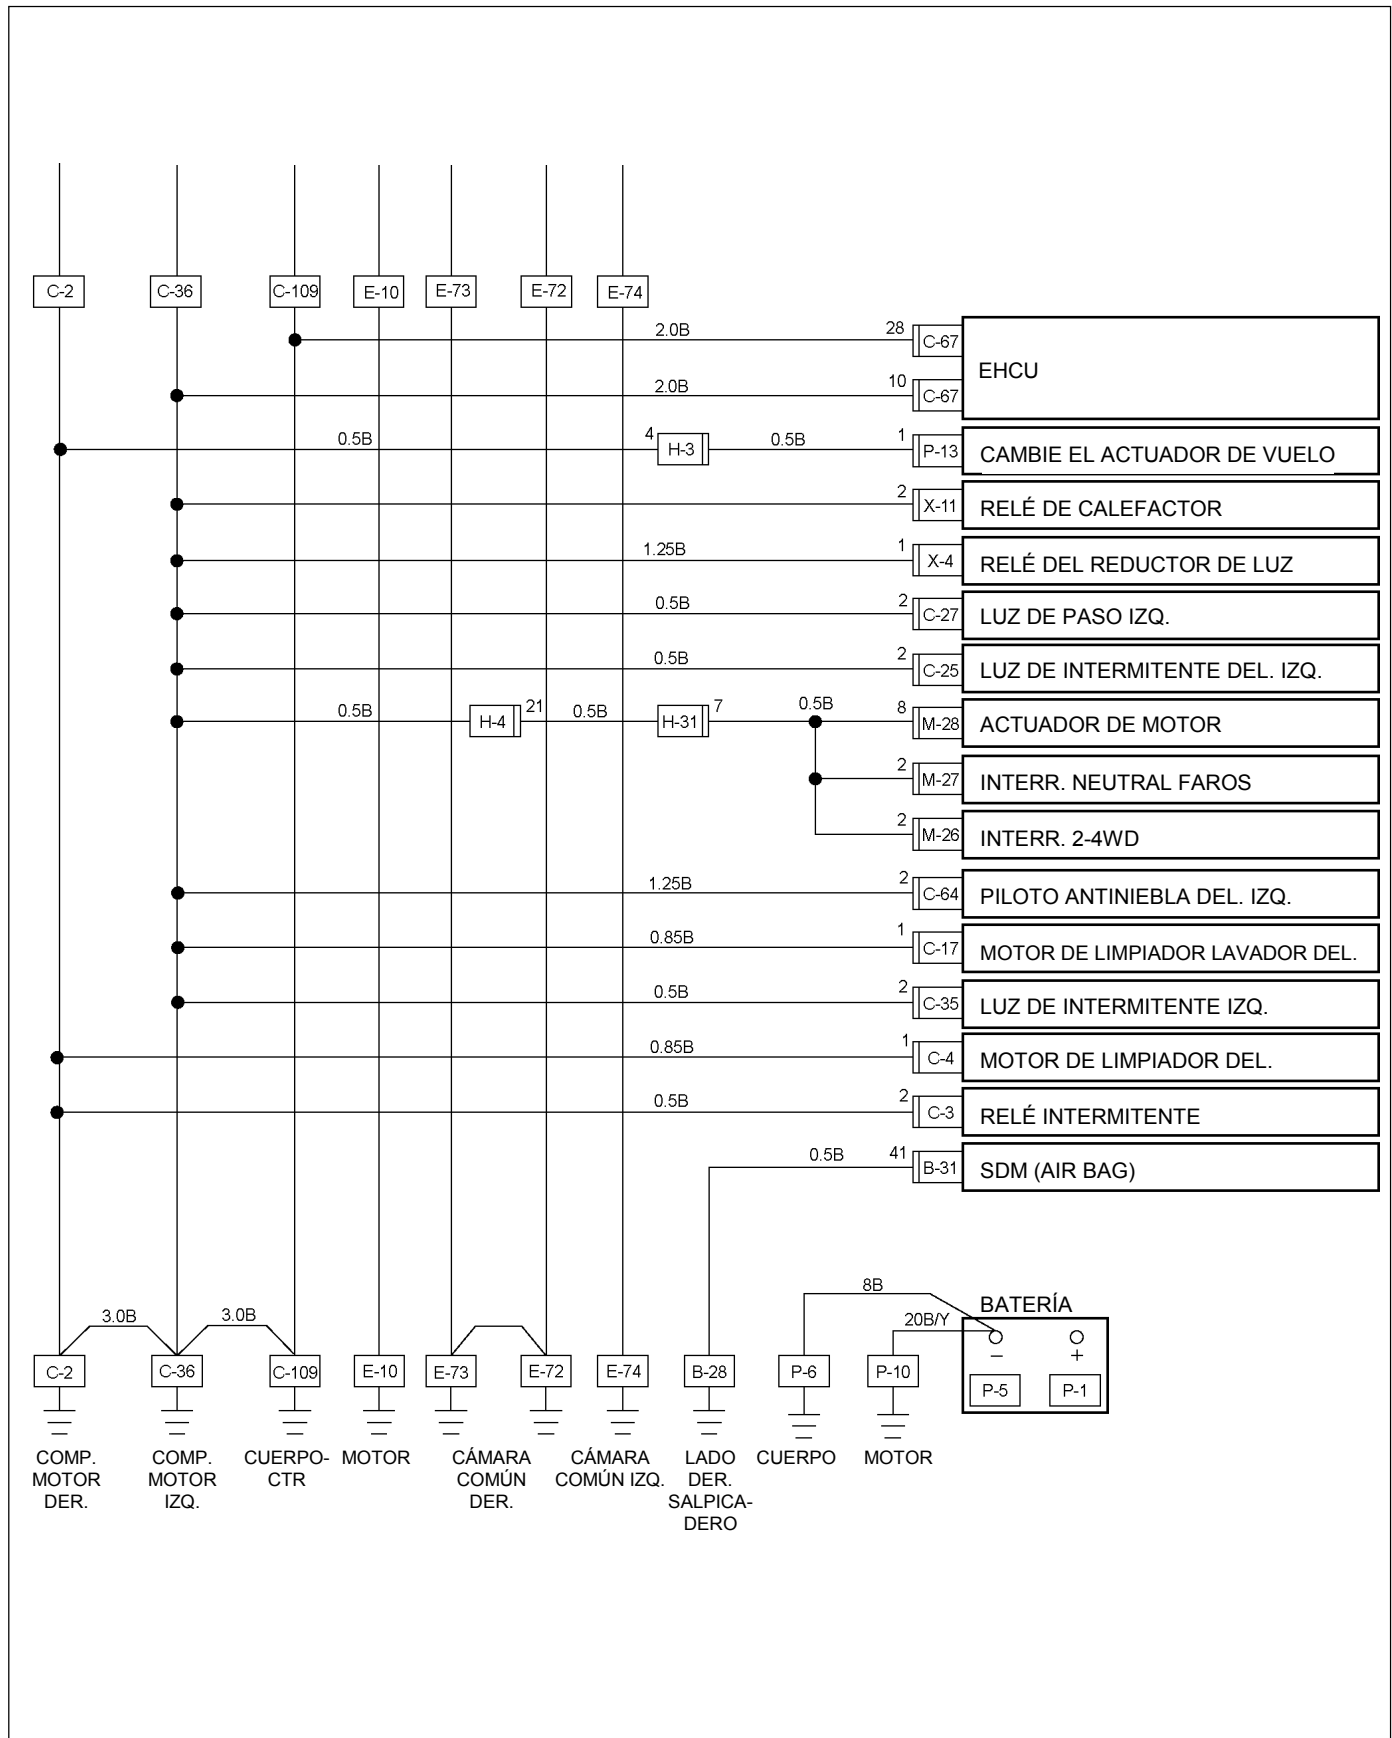 C-2 C-36 C-109 E-10 E-73 E-72 E-74
2.0B 28 C-67
EHCU
2.0B 10 C-67
0.5B 4 H-3 0.5B 1 P-13 CAMBIE EL ACTUADOR DE VUELO
2 X-11 RELÉ DE CALEFACTOR
1.25B 1 X-4 RELÉ DEL REDUCTOR DE LUZ
0.5B 2 C-27 LUZ DE PASO IZQ.
0.5B 2 C-25 LUZ DE INTERMITENTE DEL. IZQ.
0.5B H-4 21 0.5B H-31 7 0.5B 8 M-28 ACTUADOR DE MOTOR
2 M-27 INTERR. NEUTRAL FAROS
2 M-26 INTERR. 2-4WD
1.25B 2 C-64 PILOTO ANTINIEBLA DEL. IZQ.
0.85B 1 C-17 MOTOR DE LIMPIADOR LAVADOR DEL.
0.5B 2 C-35 LUZ DE INTERMITENTE IZQ.
0.85B 1 C-4 MOTOR DE LIMPIADOR DEL.
0.5B 2 C-3 RELÉ INTERMITENTE
0.5B 41 B-31 SDM (AIR BAG)
8B
BATERÍA
3.0B 3.0B 20B/Y
− +
C-2 C-36 C-109 E-10 E-73 E-72 E-74 B-28 P-6 P-10 P-5 P-1
COMP.
MOTOR
DER.
COMP.
MOTOR
IZQ.
CUERPO-
CTR
MOTOR
CÁMARA
COMÚN
DER.
CÁMARA
COMÚN IZQ.
LADO
DER.
SALPICA-
DERO
CUERPO
MOTOR